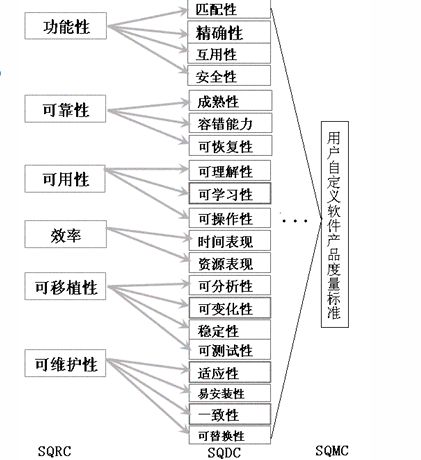 功能性
匹配性
精确性
互用性
安全性
可靠性
成熟性
容错能力
可恢复性
可用性
可理解性
可学习性
可操作性
效率
时间表现
资源表现
可移植性
可分析性
可变化性
稳定性
可测试性
可维护性
适应性
易安装性
一致性
可替换性
...
用户自定义软件产品度量标准
SQRC
SQDC
SQMC